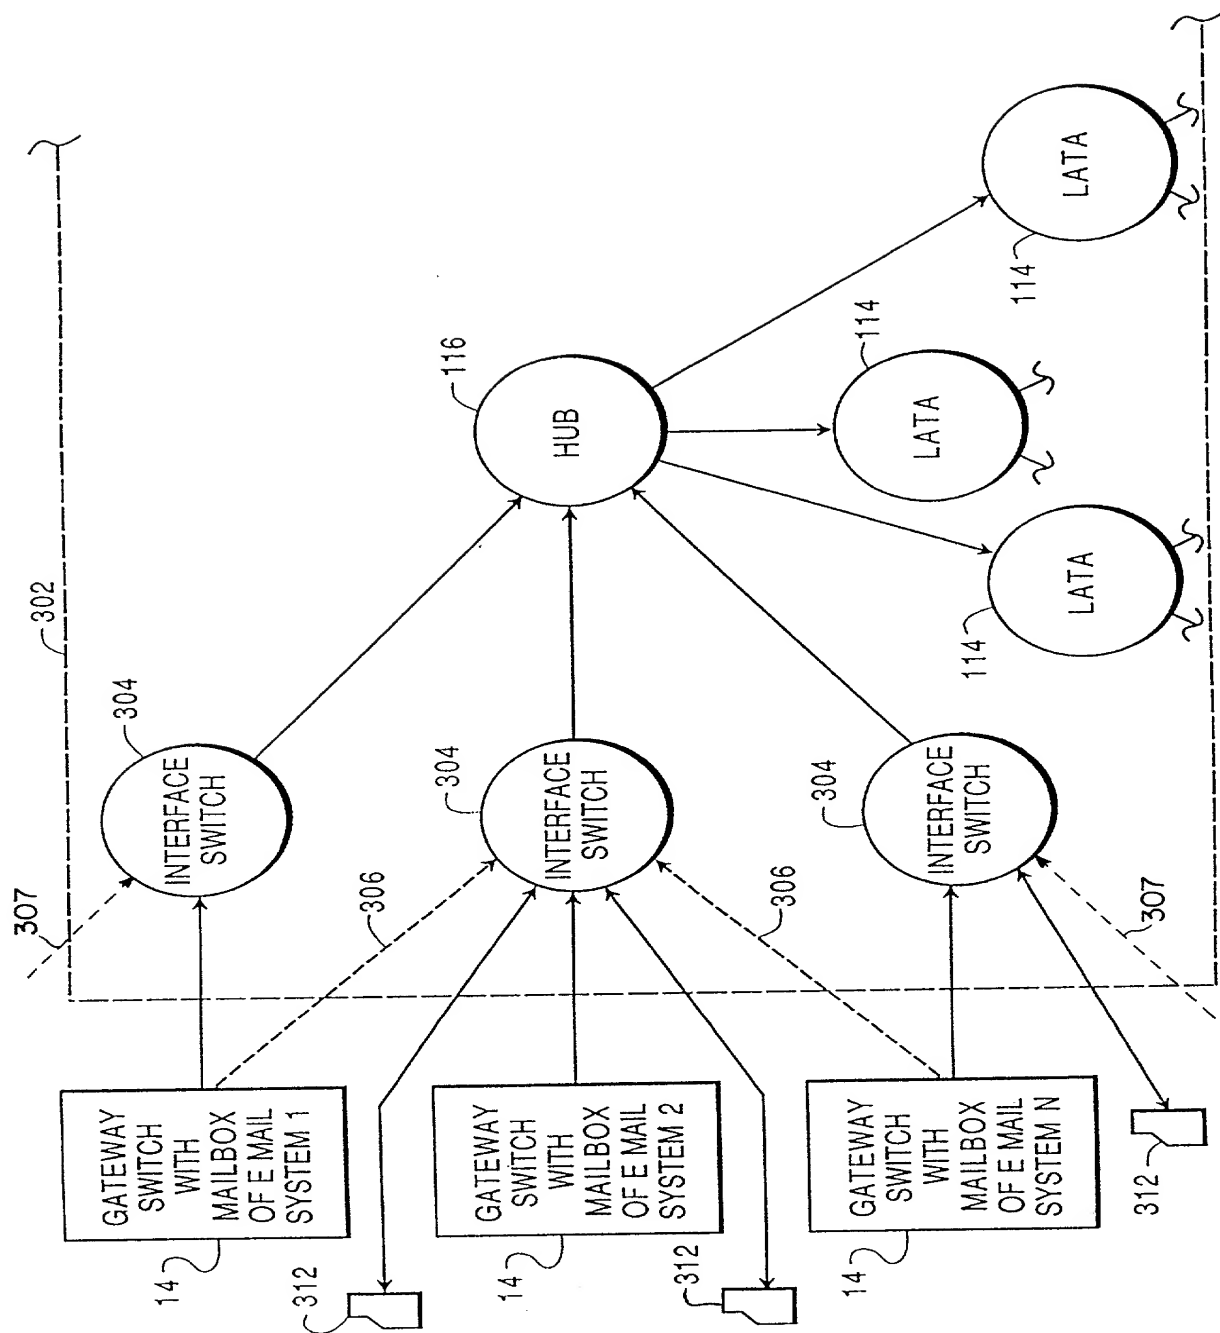 307
302
GATEWAY
SWITCH
WITH
MAILBOX
OF E MAIL
SYSTEM 1
14
INTERFACE
SWITCH
304
312
306
GATEWAY
SWITCH
WITH
MAILBOX
OF E MAIL
SYSTEM 2
14
INTERFACE
SWITCH
304
HUB
116
312
306
GATEWAY
SWITCH
WITH
MAILBOX
OF E MAIL
SYSTEM N
14
INTERFACE
SWITCH
304
LATA
114
LATA
114
LATA
114
312
307